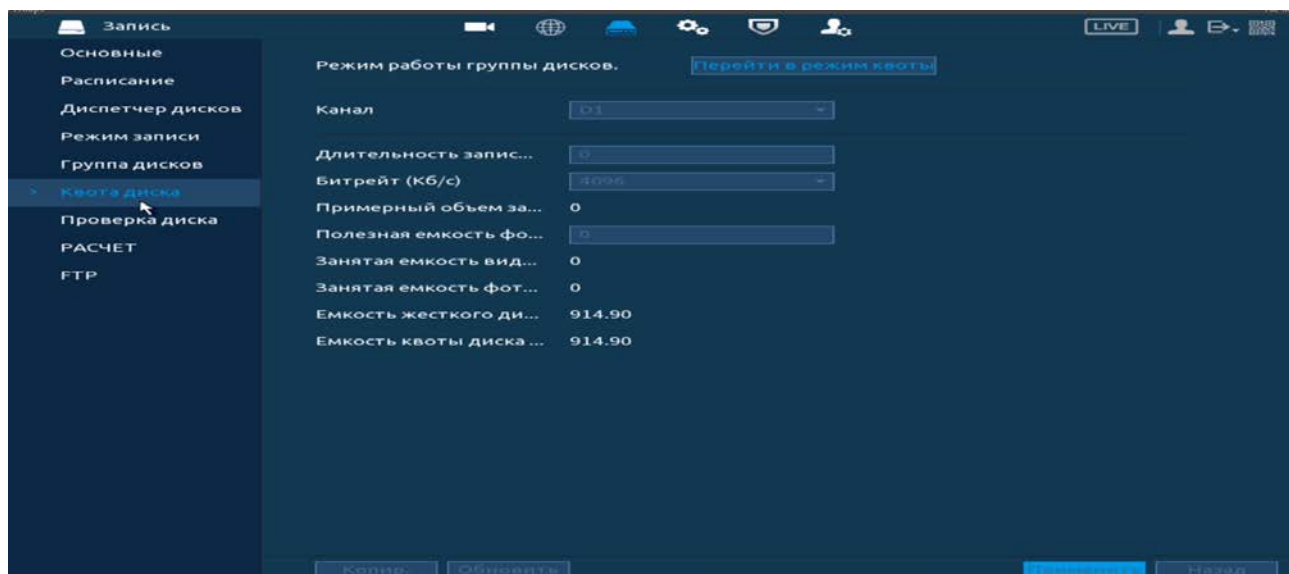 Запись
LIVE
Основные
Расписание
Диспетчер дисков
Режим записи
Группа дисков
Квота диска
Проверка диска
РАСЧЕТ
FTP
Режим работы группы дисков. Перейти в режим квоты
Канал D1
Длительность запис... 0
Битрейт (Кб/с) 4096
Примерный объем за... 0
Полезная емкость фо... 0
Занятая емкость вид... 0
Занятая емкость фот... 0
Емкость жесткого ди... 914.90
Емкость квоты диска ... 914.90
Копир. Обновить Применить Назад